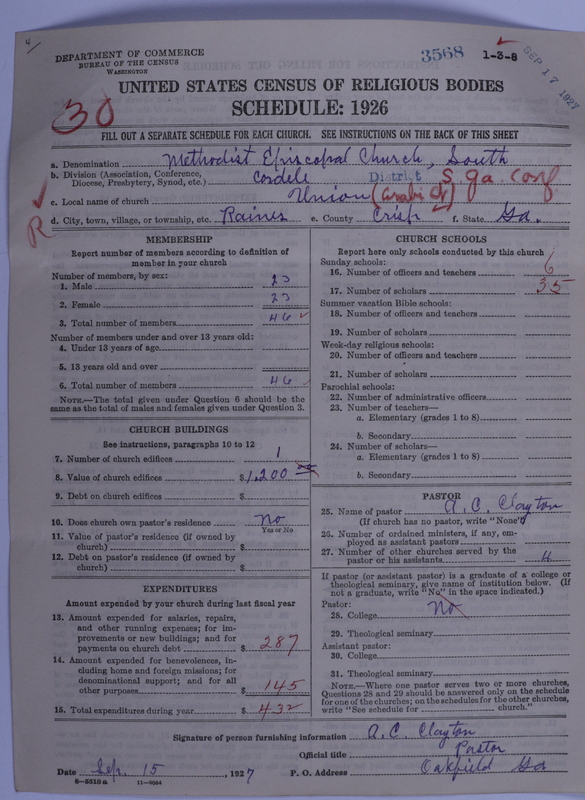 4
DEPARTMENT OF COMMERCE
BUREAU OF THE CENSUS
WASHINGTON
3568
1-3-8
SEP 17 1927
UNITED STATES CENSUS OF RELIGIOUS BODIES
SCHEDULE: 1926
30
FILL OUT A SEPARATE SCHEDULE FOR EACH CHURCH. SEE INSTRUCTIONS ON THE BACK OF THIS SHEET
a. Denomination Methodist Episcopal Church, South
b. Division (Association, Conference, Diocese, Presbytery, Synod, etc.) Cordele District S. Ga. Conf
c. Local name of church Union (Arabi Ch)
R
d. City, town, village, or township, etc. Raines e. County Crisp f. State Ga.
MEMBERSHIP
Report number of members according to definition of
member in your church
Number of members, by sex:
1. Male 23
2. Female 23
3. Total number of members 46
Number of members under and over 13 years old:
4. Under 13 years of age
5. 13 years old and over
6. Total number of members 46
NOTE.—The total given under Question 6 should be
same as the total of males and females given under Question 3.
CHURCH BUILDINGS
See instructions, paragraphs 10 to 12
7. Number of church edifices 1
8. Value of church edifices $1,200 00
9. Debt on church edifices $
10. Does church own pastor's residence No
Yes or No
11. Value of pastor's residence (if owned by
church) $
12. Debt on pastor's residence (if owned by
church) $
EXPENDITURES
Amount expended by your church during last fiscal year
13. Amount expended for salaries, repairs,
and other running expenses; for im-
provements or new buildings; and for
payments on church debt $ 287
14. Amount expended for benevolences, in-
cluding home and foreign missions; for
denominational support; and for all
other purposes $ 145
15. Total expenditures during year $ 432
CHURCH SCHOOLS
Report here only schools conducted by this church
Sunday schools:
16. Number of officers and teachers 6
17. Number of scholars 35
Summer vacation Bible schools:
18. Number of officers and teachers
19. Number of scholars
Week-day religious schools:
20. Number of officers and teachers
21. Number of scholars
Parochial schools:
22. Number of administrative officers
23. Number of teachers—
a. Elementary (grades 1 to 8)
b. Secondary
24. Number of scholars—
a. Elementary (grades 1 to 8)
b. Secondary
PASTOR
25. Name of pastor A. C. Clayton
(If church has no pastor, write "None")
26. Number of ordained ministers, if any, em-
ployed as assistant pastors
27. Number of other churches served by the
pastor or his assistants 4
If pastor (or assistant pastor) is a graduate of a college or
theological seminary, give name of institution below. (If
not a graduate, write "No" in the space indicated.)
Pastor:
28. College No
29. Theological seminary
Assistant pastor:
30. College
31. Theological seminary
NOTE.—Where one pastor serves two or more churches,
Questions 28 and 29 should be answered only on the schedule
for one of the churches; on the schedules for the other churches,
write "See schedule for church."
Signature of person furnishing information A. C. Clayton
Official title Pastor
Date Sep. 15, 1927 P. O. Address Oakfield Ga
8—5518a 11—9064